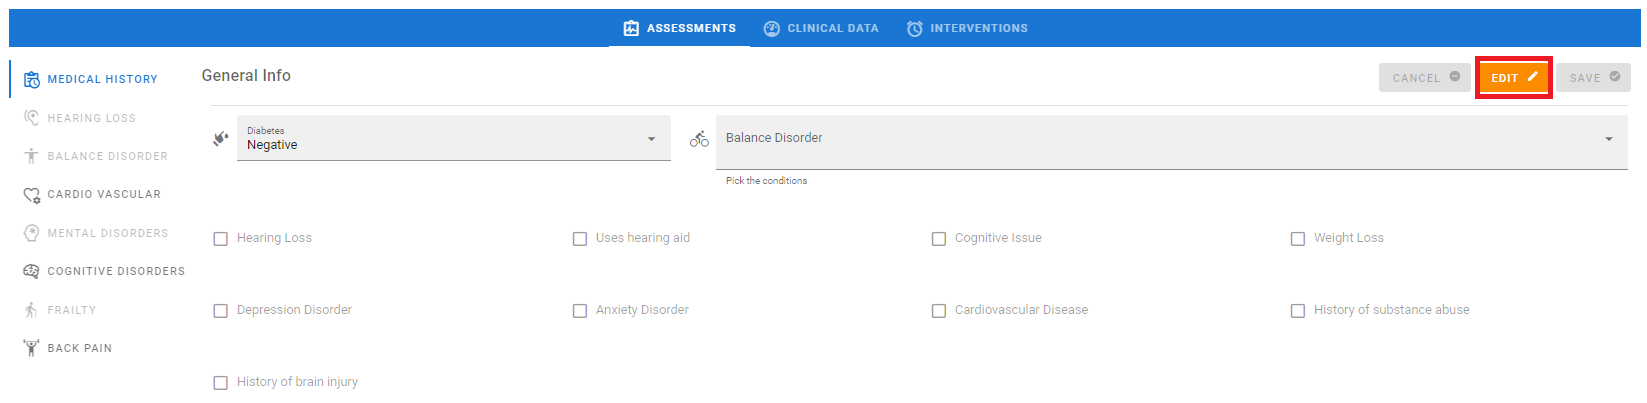 ASSESSMENTS CLINICAL DATA INTERVENTIONS
MEDICAL HISTORY
HEARING LOSS
BALANCE DISORDER
CARDIO VASCULAR
MENTAL DISORDERS
COGNITIVE DISORDERS
FRAILTY
BACK PAIN
General Info
CANCEL EDIT SAVE
Diabetes
Negative
Balance Disorder
Pick the conditions
Hearing Loss Uses hearing aid Cognitive Issue Weight Loss
Depression Disorder Anxiety Disorder Cardiovascular Disease History of substance abuse
History of brain injury